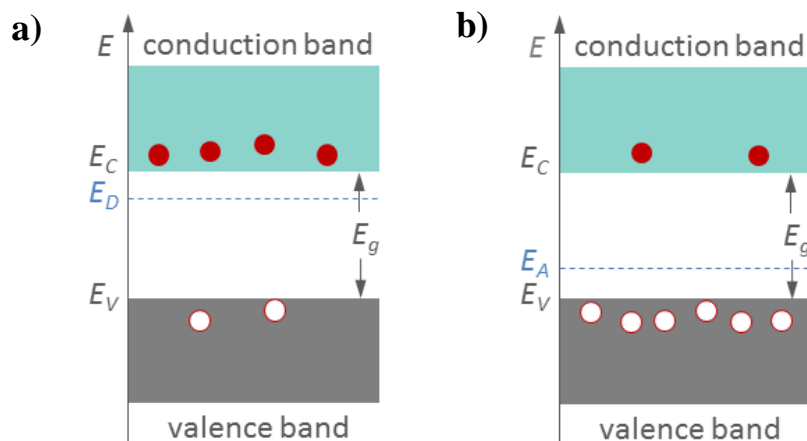 a)
E
conduction band
E_C
E_D
E_g
E_V
valence band
b)
E
conduction band
E_C
E_g
E_A
E_V
valence band